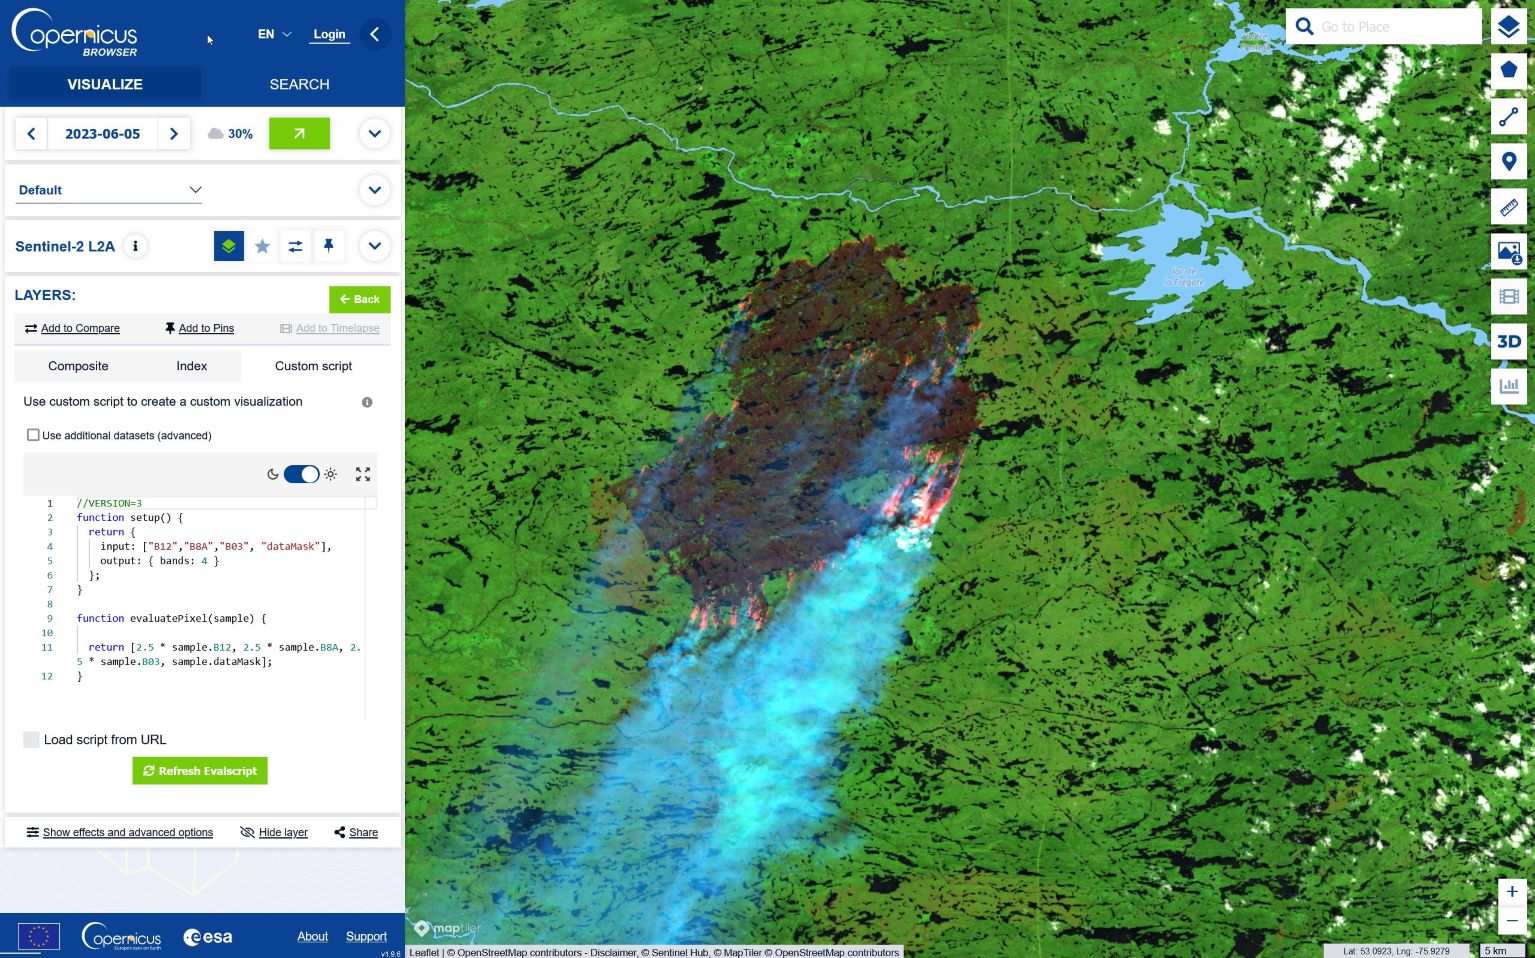 Copernicus
BROWSER
EN
Login
VISUALIZE
SEARCH
2023-06-05
30%
Default
Sentinel-2 L2A
LAYERS:
Back
Add to Compare
Add to Pins
Add to Timelapse
Composite
Index
Custom script
Use custom script to create a custom visualization
Use additional datasets (advanced)
1 //VERSION=3
2 function setup() {
3 return {
4 input: ["B12","B8A","B03", "dataMask"],
5 output: { bands: 4 }
6 };
7 }
8
9 function evaluatePixel(sample) {
10
11 return [2.5 * sample.B12, 2.5 * sample.B8A, 2.
5 * sample.B03, sample.dataMask];
12 }
Load script from URL
Refresh Evalscript
Show effects and advanced options
Hide layer
Share
Copernicus
Europe's eyes on Earth
esa
About
Support
v1.9.6
Go to Place
lac de
la Frégate
3D
+
−
maptiler
Leaflet | © OpenStreetMap contributors - Disclaimer, © Sentinel Hub, © MapTiler © OpenStreetMap contributors
Lat: 53.0923, Lng: -75.9279
5 km